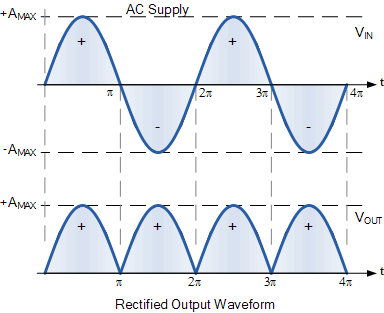 AC Supply
+AMAX
VIN
+
+
t
π
2π
3π
4π
-
-
-AMAX
+AMAX
VOUT
+
+
+
+
t
π
2π
3π
4π
Rectified Output Waveform